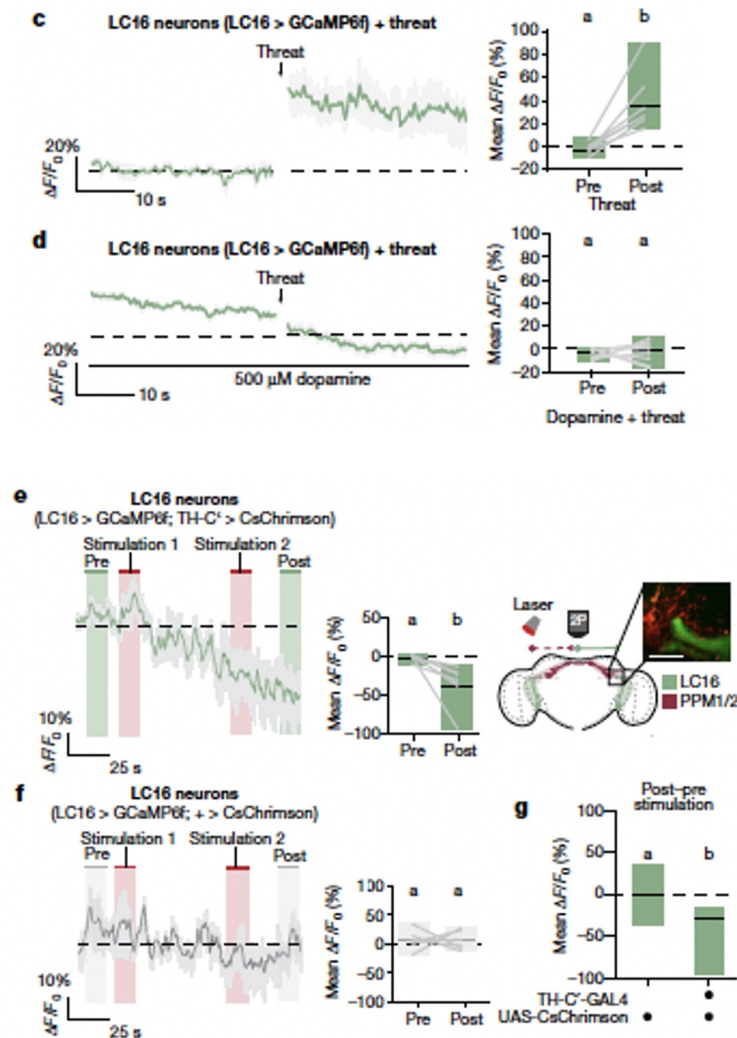 c
LC16 neurons (LC16 > GCaMP6f) + threat
Threat
20%
ΔF/F0
10 s
a b
Mean ΔF/F0 (%)
100
80
60
40
20
0
−20
Pre Post
Threat
d
LC16 neurons (LC16 > GCaMP6f) + threat
Threat
20%
ΔF/F0
500 µM dopamine
10 s
a a
Mean ΔF/F0 (%)
100
80
60
40
20
0
−20
Pre Post
Dopamine + threat
e
LC16 neurons
(LC16 > GCaMP6f; TH-C′ > CsChrimson)
Stimulation 1 Stimulation 2
Pre Post
10%
ΔF/F0
25 s
a b
Mean ΔF/F0 (%)
50
0
−50
−100
Pre Post
Laser
2P
LC16
PPM1/2
f
LC16 neurons
(LC16 > GCaMP6f; + > CsChrimson)
Stimulation 1 Stimulation 2
Pre Post
10%
ΔF/F0
25 s
a a
Mean ΔF/F0 (%)
100
50
0
−50
−100
Pre Post
g
Post–pre
stimulation
a b
Mean ΔF/F0 (%)
100
50
0
−50
−100
TH-C′-GAL4
UAS-CsChrimson